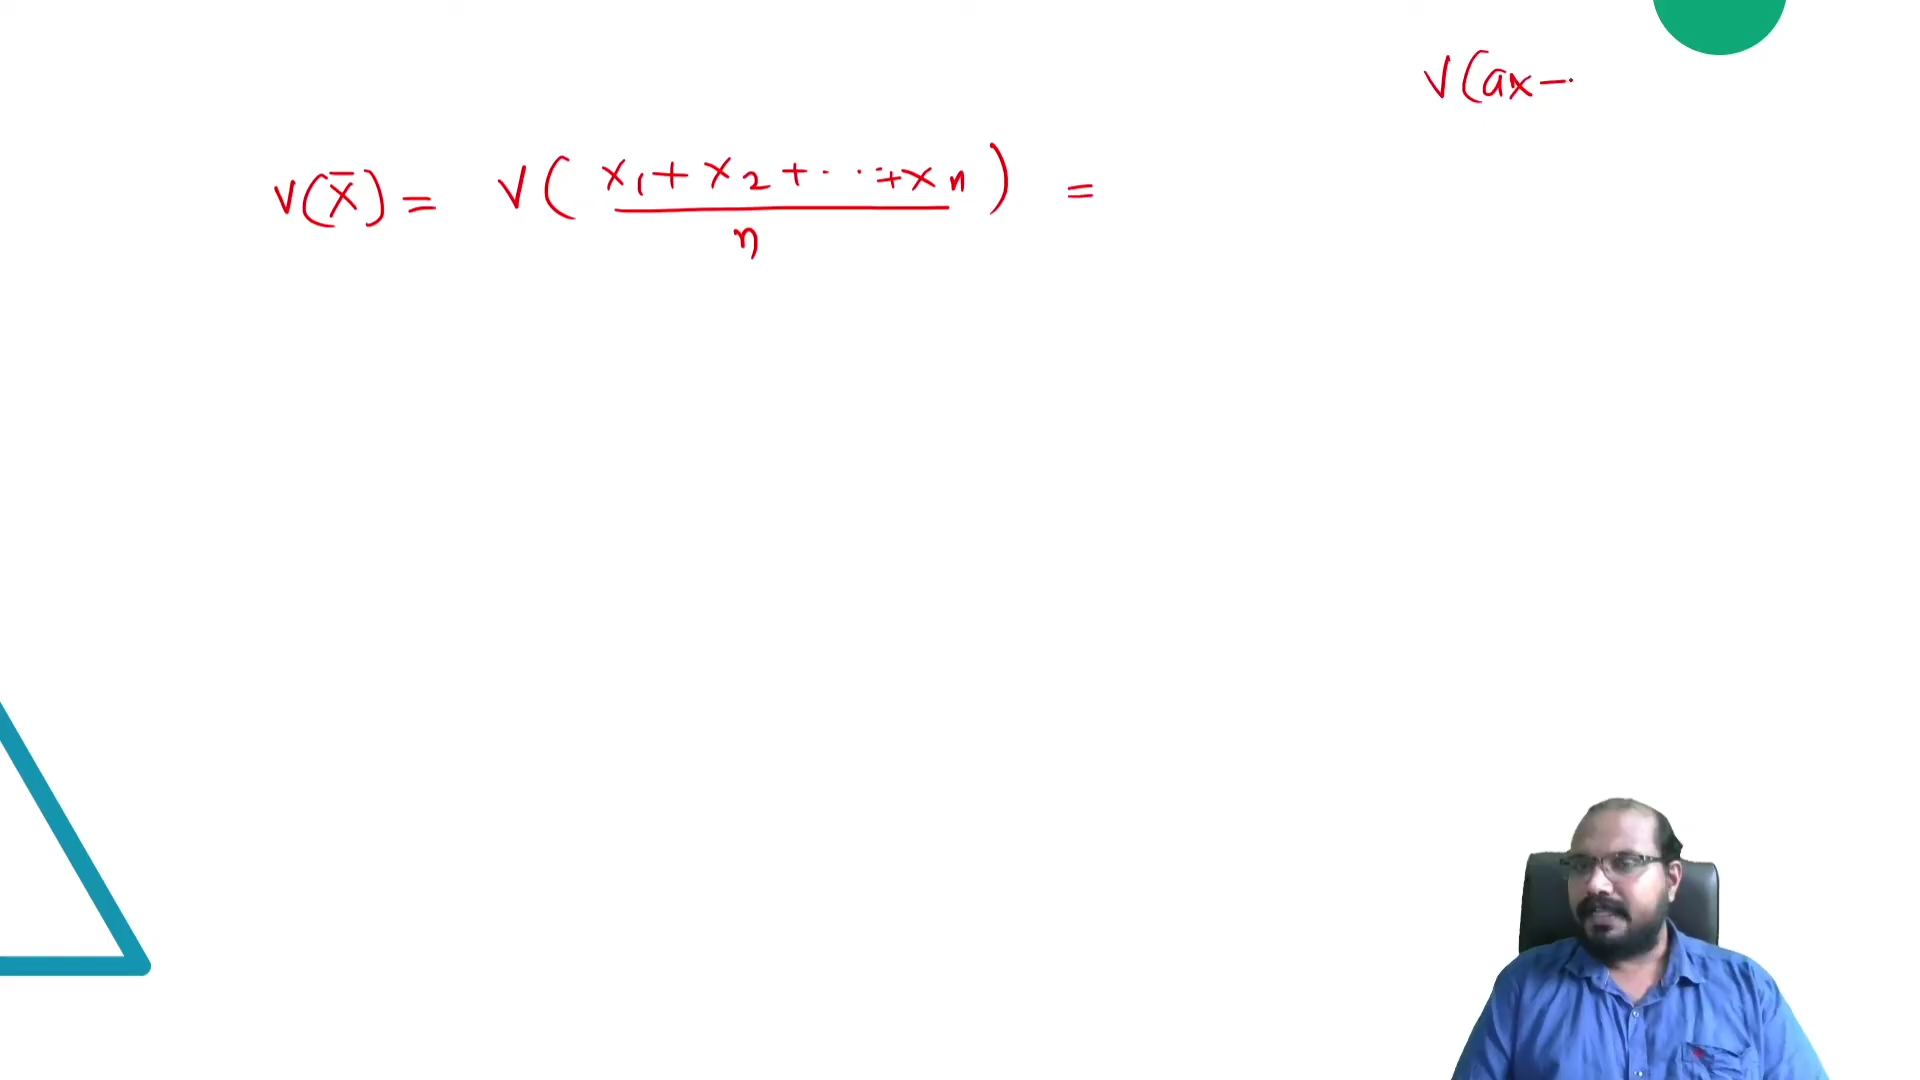 V(ax-
V(X̄) = V( (x₁ + x₂ + ... + xₙ) / n ) =